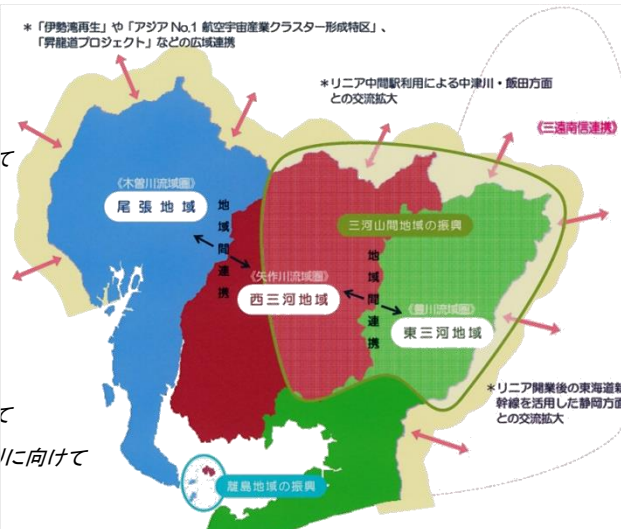 ＊「伊勢湾再生」や「アジアNo.1 航空宇宙産業クラスター形成特区」、
「昇龍道プロジェクト」などの広域連携
＊リニア中間駅利用による中津川・飯田方面
との交流拡大
《三遠南信連携》
て
《木曽川流域圏》
尾張地域
地域間連携
三河山間地域の振興
《矢作川流域圏》
西三河地域
地域間連携
《豊川流域圏》
東三河地域
＊リニア開業後の東海道新
幹線を活用した静岡方面
との交流拡大
て
に向けて
離島地域の振興